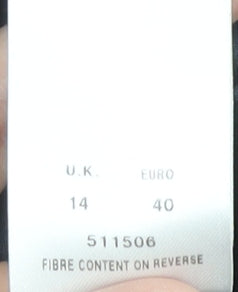 U.K. EURO
14 40
511506
FIBRE CONTENT ON REVERSE